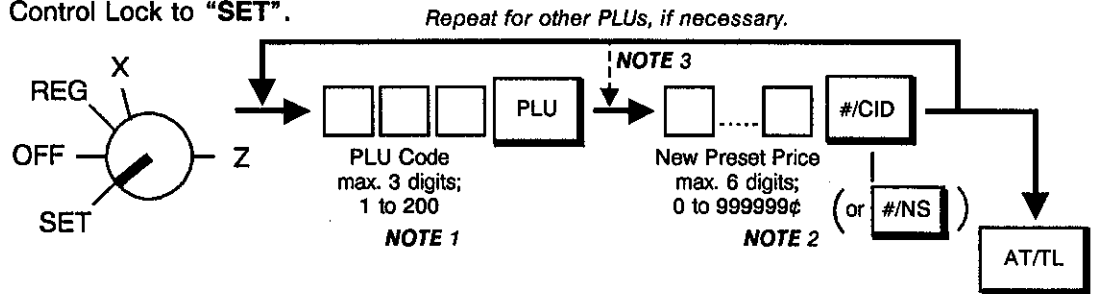 Control Lock to "SET".
Repeat for other PLUs, if necessary.
X
REG
OFF
Z
SET
PLU
NOTE 3
#/CID
PLU Code
max. 3 digits;
1 to 200
NOTE 1
New Preset Price
max. 6 digits;
0 to 999999¢
NOTE 2
(or #/NS)
AT/TL